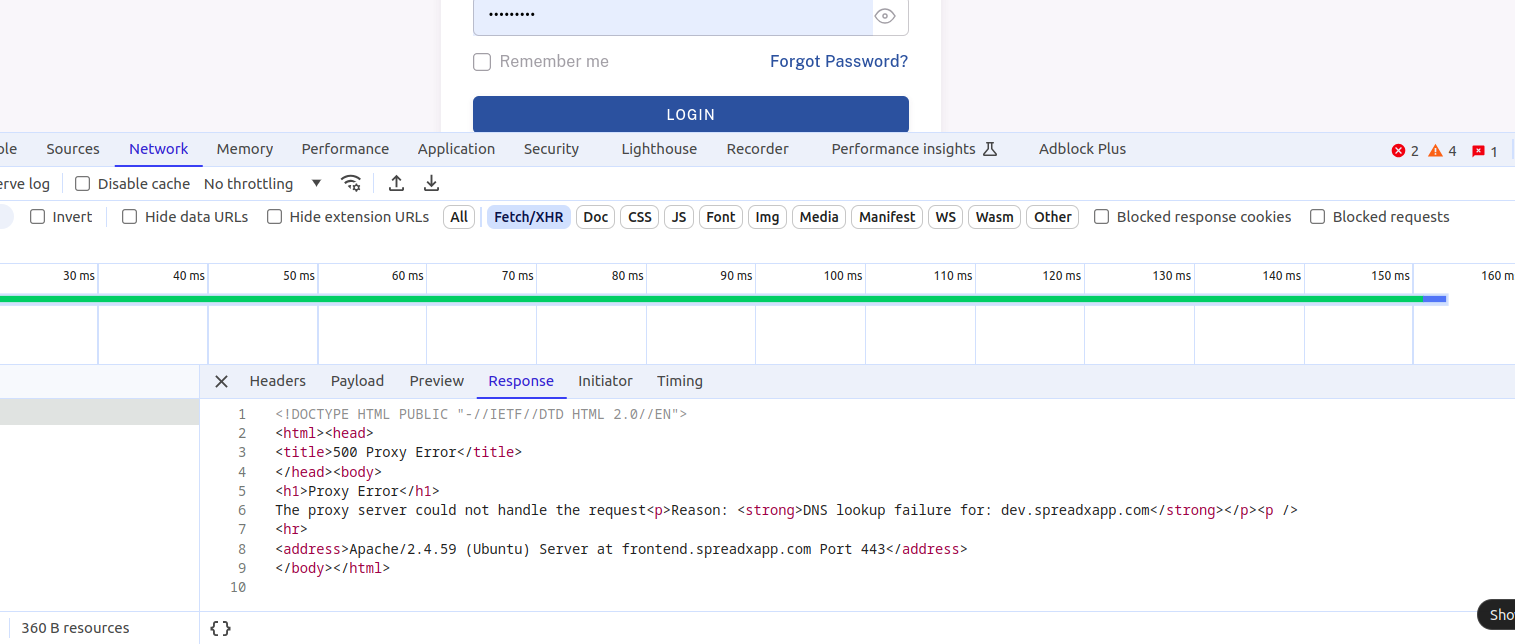 •••••••••
Remember me Forgot Password?
LOGIN
ole Sources Network Memory Performance Application Security Lighthouse Recorder Performance insights Adblock Plus 2 4 1
erve log Disable cache No throttling
Invert Hide data URLs Hide extension URLs All Fetch/XHR Doc CSS JS Font Img Media Manifest WS Wasm Other Blocked response cookies Blocked requests
30 ms 40 ms 50 ms 60 ms 70 ms 80 ms 90 ms 100 ms 110 ms 120 ms 130 ms 140 ms 150 ms 160 m
Headers Payload Preview Response Initiator Timing
1 <!DOCTYPE HTML PUBLIC "-//IETF//DTD HTML 2.0//EN">
2 <html><head>
3 <title>500 Proxy Error</title>
4 </head><body>
5 <h1>Proxy Error</h1>
6 The proxy server could not handle the request<p>Reason: <strong>DNS lookup failure for: dev.spreadxapp.com</strong></p><p />
7 <hr>
8 <address>Apache/2.4.59 (Ubuntu) Server at frontend.spreadxapp.com Port 443</address>
9 </body></html>
10
Sho
360 B resources {}